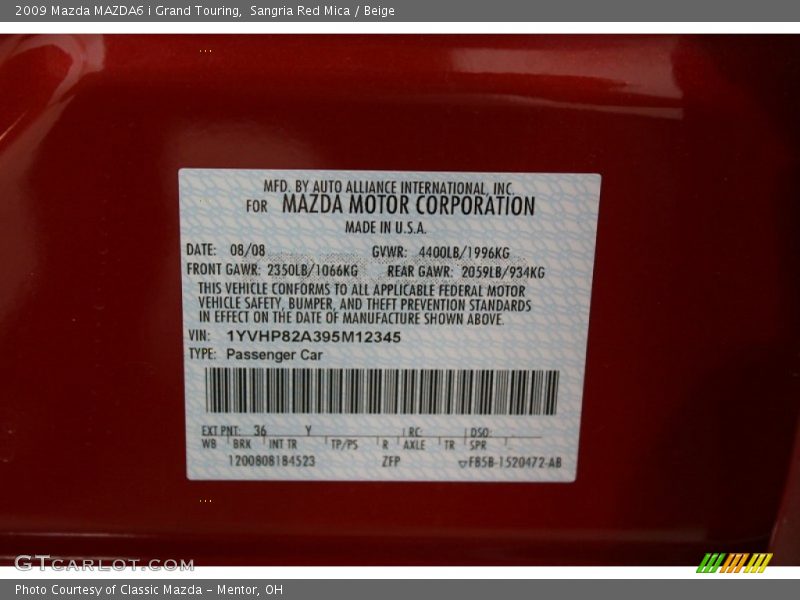 2009 Mazda MAZDA6 i Grand Touring,  Sangria Red Mica / Beige
MFD. BY AUTO ALLIANCE INTERNATIONAL, INC.
FOR MAZDA MOTOR CORPORATION
MADE IN U.S.A.
DATE: 08/08 GVWR: 4400LB/1996KG
FRONT GAWR: 2350LB/1066KG REAR GAWR: 2059LB/934KG
THIS VEHICLE CONFORMS TO ALL APPLICABLE FEDERAL MOTOR
VEHICLE SAFETY, BUMPER, AND THEFT PREVENTION STANDARDS
IN EFFECT ON THE DATE OF MANUFACTURE SHOWN ABOVE.
VIN: 1YVHP82A395M12345
TYPE: Passenger Car
EXT PNT: 36 Y RC: DSO:
WB BRK INT TR TP/PS R AXLE TR SPR
1200808184523 ZFP FB5B-1520472-AB
GTCARLOT.COM
Photo Courtesy of Classic Mazda - Mentor, OH